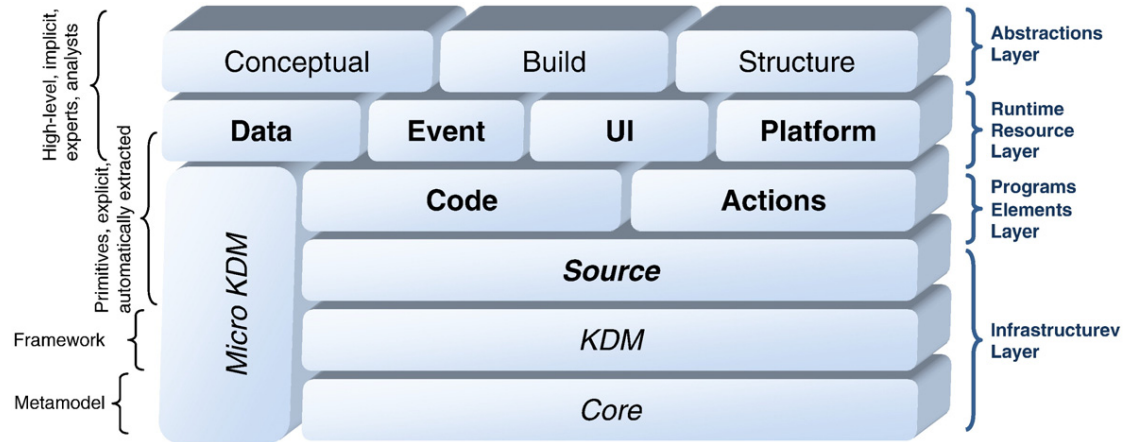 High-level, implicit,
experts, analysts
Primitives, explicit,
automatically extracted
Framework
Metamodel
Conceptual
Build
Structure
Data
Event
UI
Platform
Micro KDM
Code
Actions
Source
KDM
Core
Abstractions
Layer
Runtime
Resource
Layer
Programs
Elements
Layer
Infrastructurev
Layer